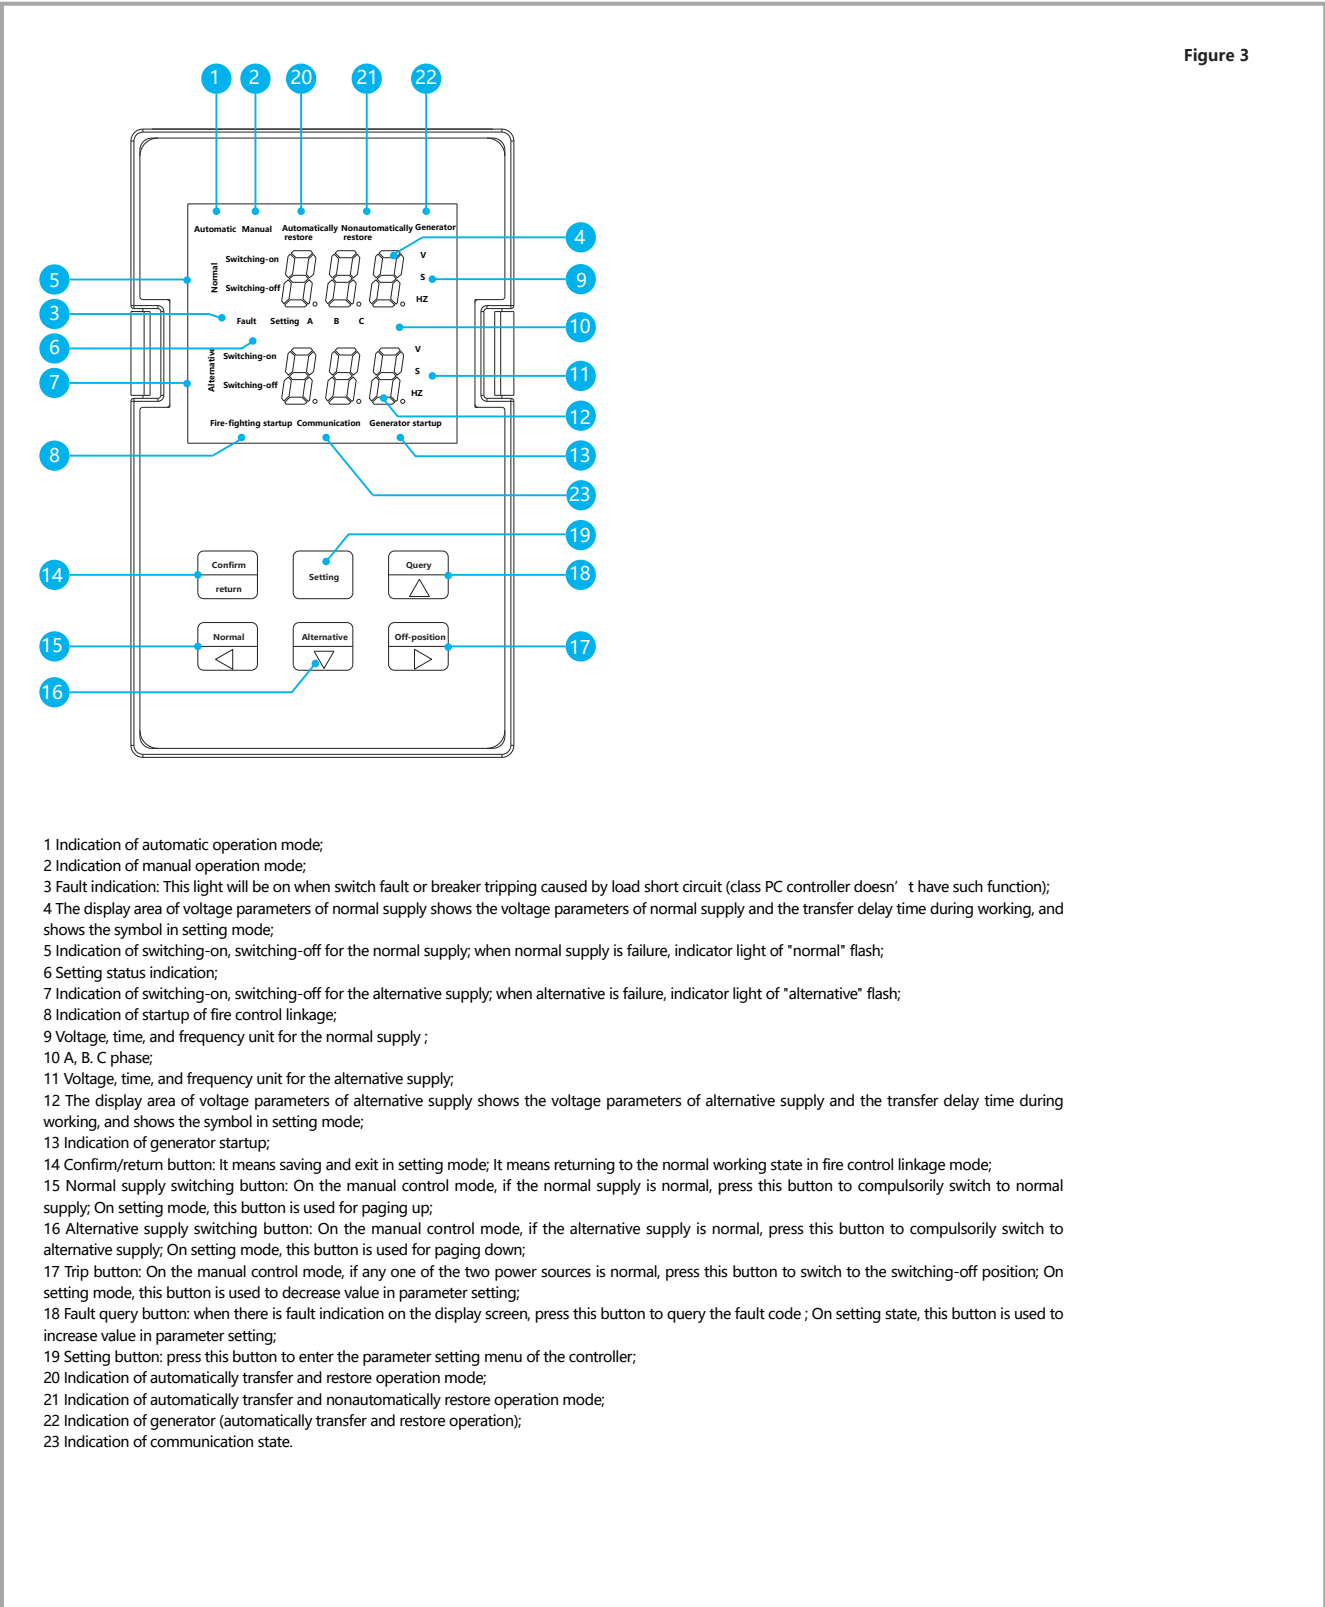 Figure 3
1 2 20 21 22
Automatic Manual Automatically restore Nonautomatically restore Generator
4
Normal
Switching-on
V
5
S
9
Switching-off
HZ
3
Fault Setting A B C
10
6
Alternative
Switching-on
V
S
11
7
Switching-off
HZ
12
Fire-fighting startup Communication Generator startup
8
13
23
19
Confirm
return
Setting
Query
14
18
Normal
Alternative
Off-position
15
17
16
1 Indication of automatic operation mode;
2 Indication of manual operation mode;
3 Fault indication: This light will be on when switch fault or breaker tripping caused by load short circuit (class PC controller doesn’ t have such function);
4 The display area of voltage parameters of normal supply shows the voltage parameters of normal supply and the transfer delay time during working, and
shows the symbol in setting mode;
5 Indication of switching-on, switching-off for the normal supply; when normal supply is failure, indicator light of "normal" flash;
6 Setting status indication;
7 Indication of switching-on, switching-off for the alternative supply; when alternative is failure, indicator light of "alternative" flash;
8 Indication of startup of fire control linkage;
9 Voltage, time, and frequency unit for the normal supply ;
10 A, B. C phase;
11 Voltage, time, and frequency unit for the alternative supply;
12 The display area of voltage parameters of alternative supply shows the voltage parameters of alternative supply and the transfer delay time during
working, and shows the symbol in setting mode;
13 Indication of generator startup;
14 Confirm/return button: It means saving and exit in setting mode; It means returning to the normal working state in fire control linkage mode;
15 Normal supply switching button: On the manual control mode, if the normal supply is normal, press this button to compulsorily switch to normal
supply; On setting mode, this button is used for paging up;
16 Alternative supply switching button: On the manual control mode, if the alternative supply is normal, press this button to compulsorily switch to
alternative supply; On setting mode, this button is used for paging down;
17 Trip button: On the manual control mode, if any one of the two power sources is normal, press this button to switch to the switching-off position; On
setting mode, this button is used to decrease value in parameter setting;
18 Fault query button: when there is fault indication on the display screen, press this button to query the fault code ; On setting state, this button is used to
increase value in parameter setting;
19 Setting button: press this button to enter the parameter setting menu of the controller;
20 Indication of automatically transfer and restore operation mode;
21 Indication of automatically transfer and nonautomatically restore operation mode;
22 Indication of generator (automatically transfer and restore operation);
23 Indication of communication state.